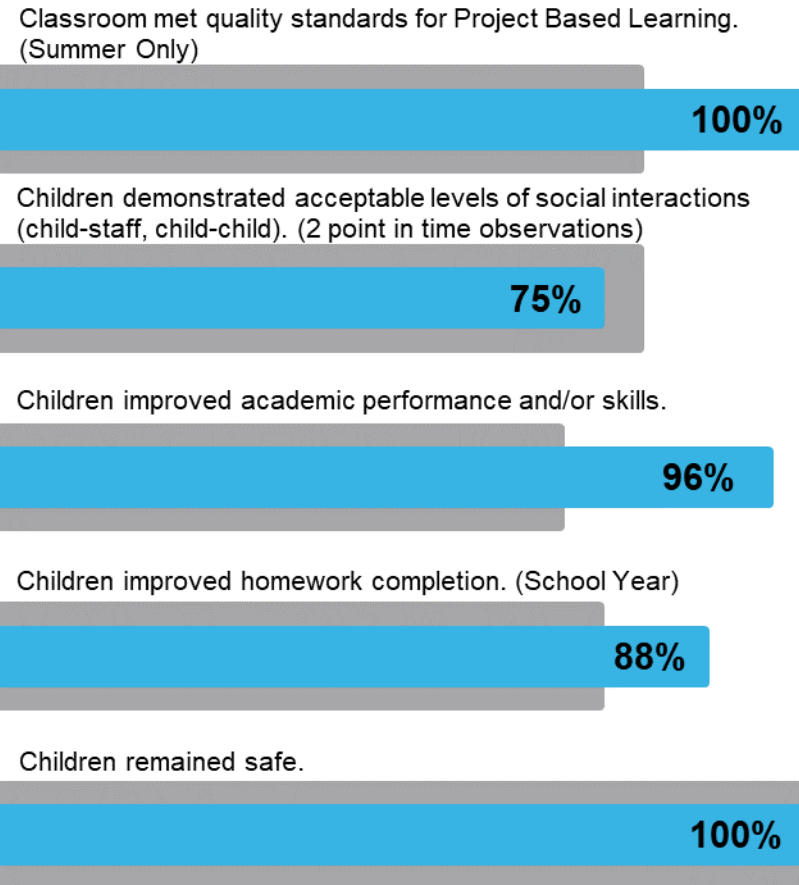 Classroom met quality standards for Project Based Learning.
(Summer Only)
100%
Children demonstrated acceptable levels of social interactions
(child-staff, child-child). (2 point in time observations)
75%
Children improved academic performance and/or skills.
96%
Children improved homework completion. (School Year)
88%
Children remained safe.
100%